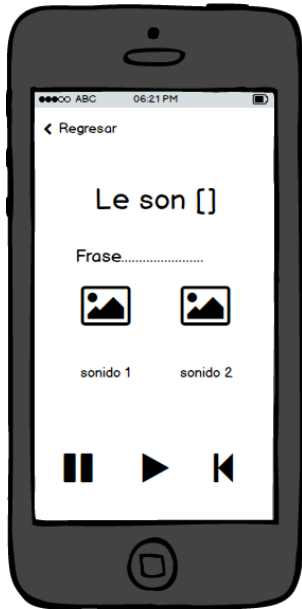 ABC 06:21 PM
Regresar
Le son []
Frase.......................
sonido 1 sonido 2